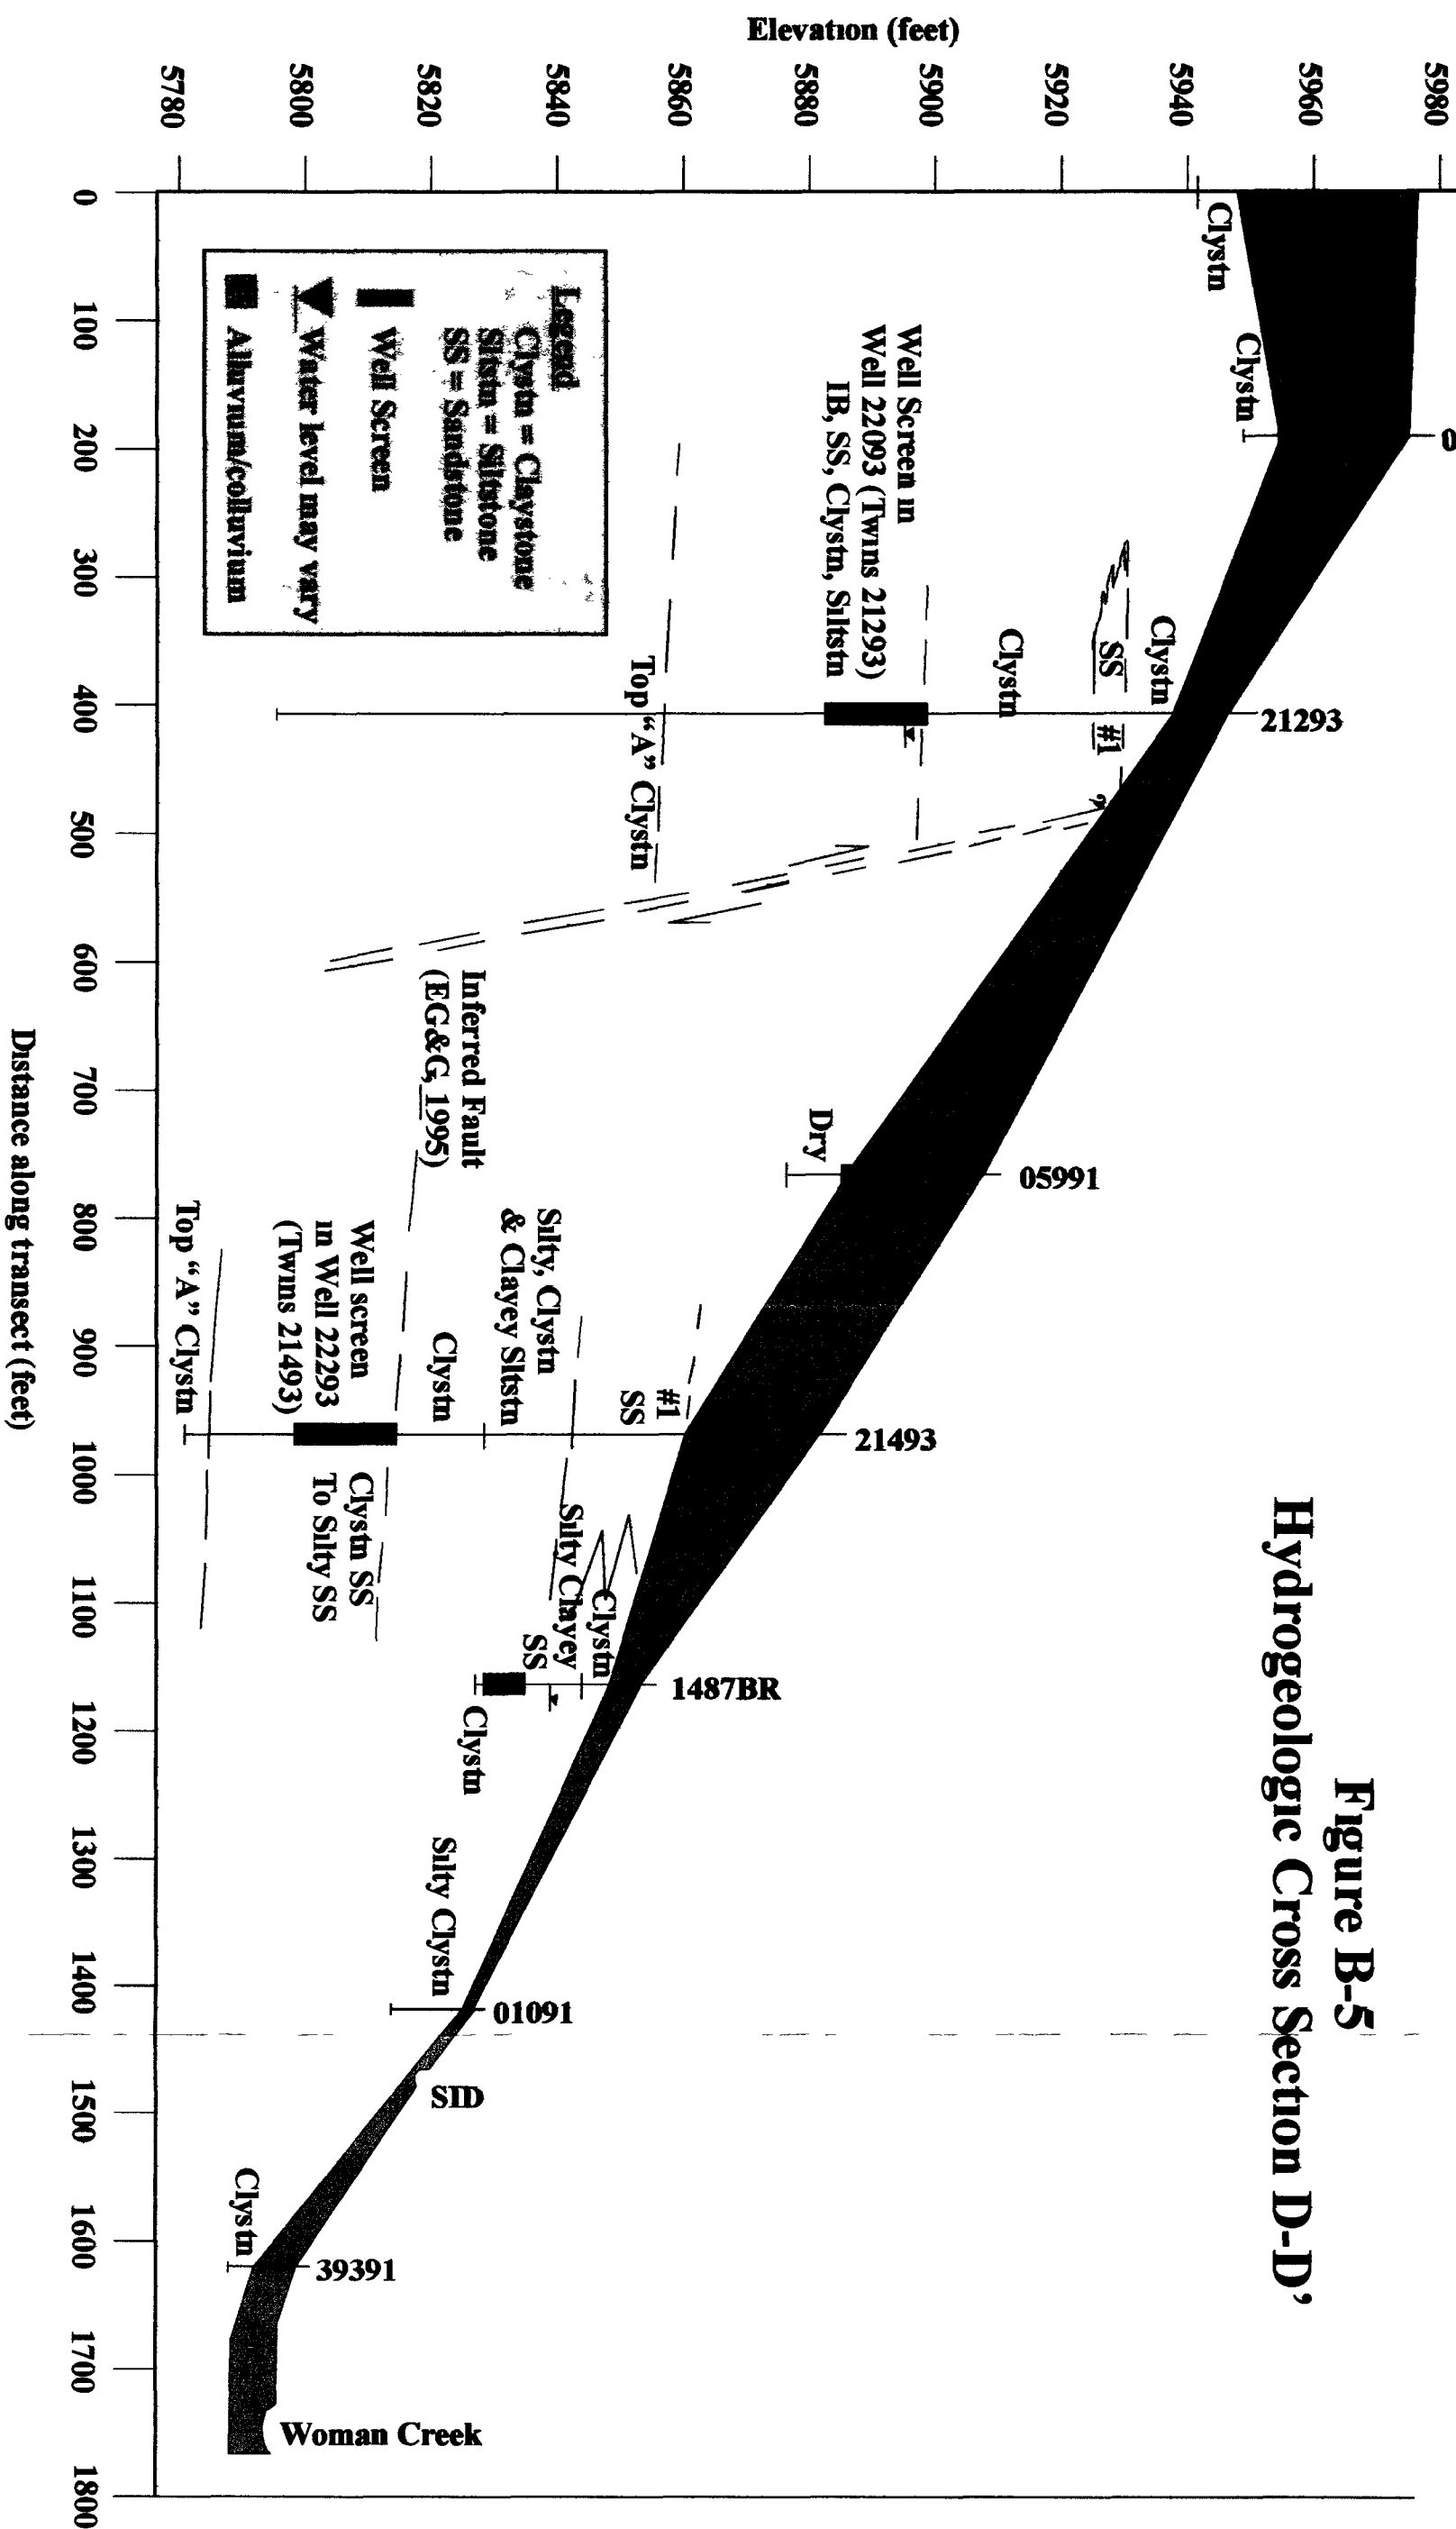 Figure B-5
Hydrogeologic Cross Section D-D’
Elevation (feet)
5980
5960
5940
5920
5900
5880
5860
5840
5820
5800
5780
0
100
200
300
400
500
600
700
800
900
1000
1100
1200
1300
1400
1500
1600
1700
1800
Distance along transect (feet)
Clystn
Clystn
0
21293
Clystn
SS
#1
Clystn
Well Screen in
Well 22093 (Twins 21293)
IB, SS, Clystn, Siltstn
Top “A” Clystn
Legend
Clystn = Claystone
Sltstn = Siltstone
SS = Sandstone
Well Screen
Water level may vary
Alluvium/colluvium
?
Inferred Fault
(EG&G, 1995)
05991
Dry
21493
#1
SS
Silty, Clystn
& Clayey Sltstn
Clystn
Well screen
in Well 22293
(Twins 21493)
Top “A” Clystn
Clystn SS
To Silty SS
1487BR
Clystn
Silty Clayey
SS
Clystn
01091
Silty Clystn
SID
39391
Clystn
Woman Creek